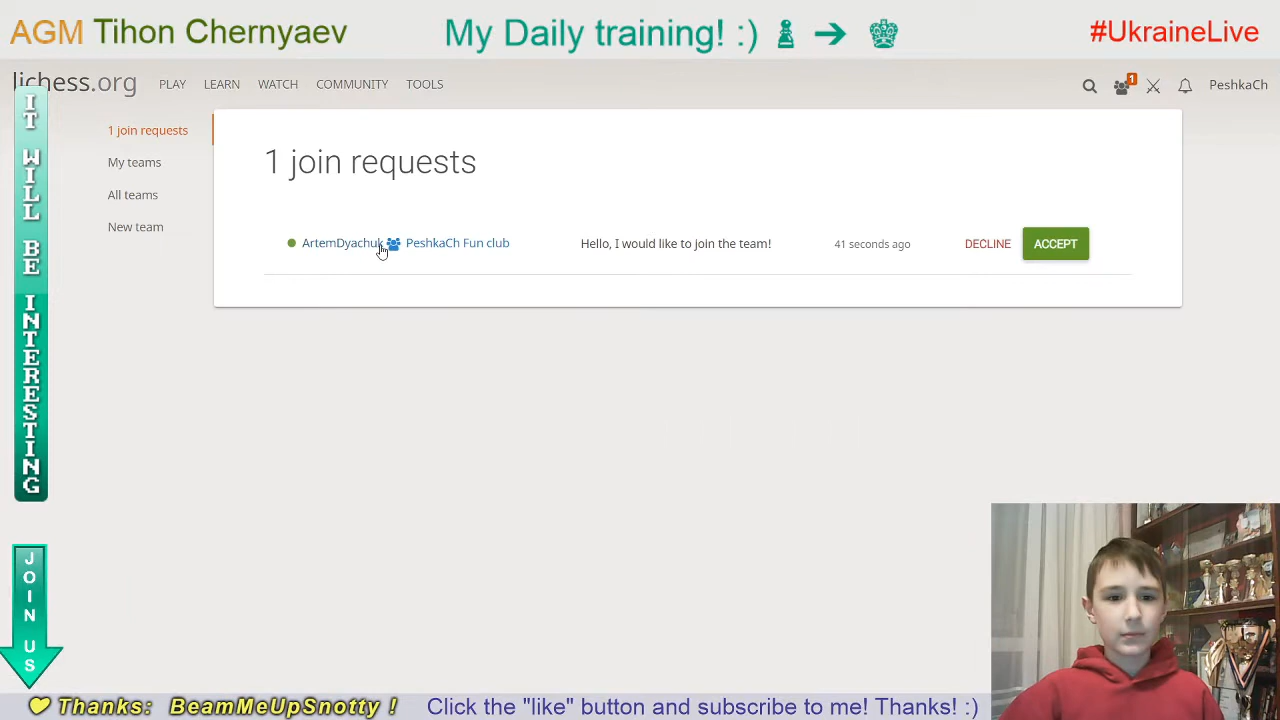 AGM Tihon Chernyaev
My Daily training! :)
#UkraineLive
lichess.org
PLAY
LEARN
WATCH
COMMUNITY
TOOLS
1
PeshkaCh
1 join requests
My teams
All teams
New team
1 join requests
ArtemDyachuk
PeshkaCh Fun club
Hello, I would like to join the team!
41 seconds ago
DECLINE
ACCEPT
IT WILL BE INTERESTING
JOIN US
Thanks: BeamMeUpSnotty !
Click the "like" button and subscribe to me! Thanks! :)